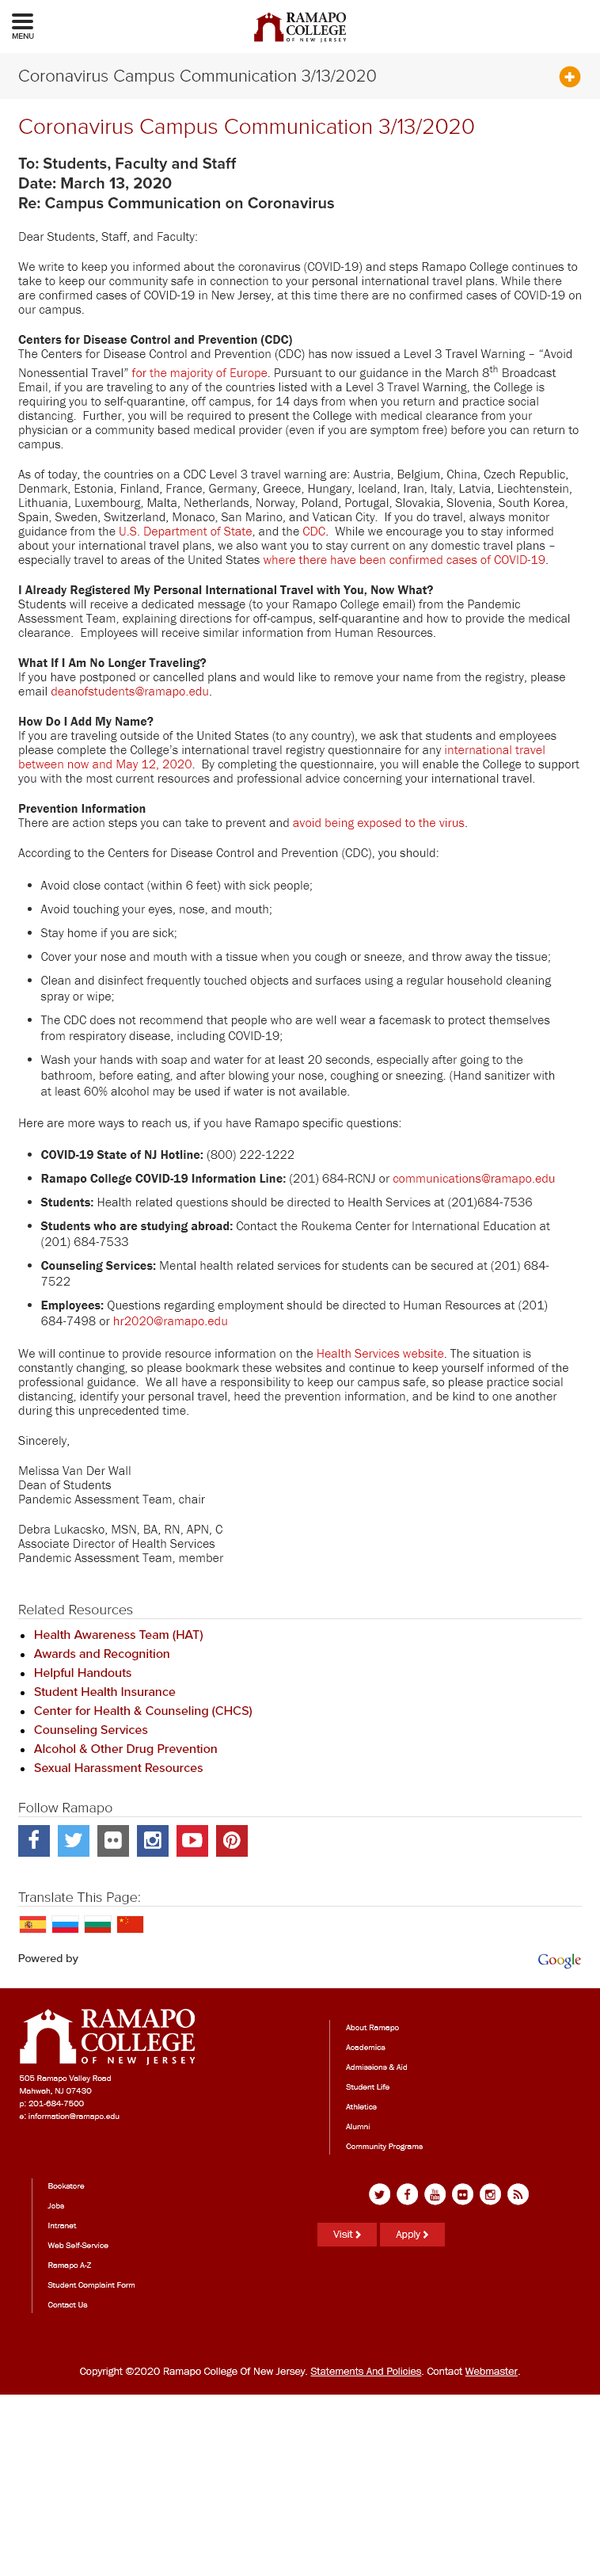 MENU
RAMAPO
COLLEGE
OF NEW JERSEY
Coronavirus Campus Communication 3/13/2020
Coronavirus Campus Communication 3/13/2020
To: Students, Faculty and Staff
Date: March 13, 2020
Re: Campus Communication on Coronavirus
Dear Students, Staff, and Faculty:
We write to keep you informed about the coronavirus (COVID-19) and steps Ramapo College continues to
take to keep our community safe in connection to your personal international travel plans. While there
are confirmed cases of COVID-19 in New Jersey, at this time there are no confirmed cases of COVID-19 on
our campus.
Centers for Disease Control and Prevention (CDC)
The Centers for Disease Control and Prevention (CDC) has now issued a Level 3 Travel Warning – “Avoid
Nonessential Travel” for the majority of Europe. Pursuant to our guidance in the March 8th Broadcast
Email, if you are traveling to any of the countries listed with a Level 3 Travel Warning, the College is
requiring you to self-quarantine, off campus, for 14 days from when you return and practice social
distancing.  Further, you will be required to present the College with medical clearance from your
physician or a community based medical provider (even if you are symptom free) before you can return to
campus.
As of today, the countries on a CDC Level 3 travel warning are: Austria, Belgium, China, Czech Republic,
Denmark, Estonia, Finland, France, Germany, Greece, Hungary, Iceland, Iran, Italy, Latvia, Liechtenstein,
Lithuania, Luxembourg, Malta, Netherlands, Norway, Poland, Portugal, Slovakia, Slovenia, South Korea,
Spain, Sweden, Switzerland, Monaco, San Marino, and Vatican City.  If you do travel, always monitor
guidance from the U.S. Department of State, and the CDC.  While we encourage you to stay informed
about your international travel plans, we also want you to stay current on any domestic travel plans –
especially travel to areas of the United States where there have been confirmed cases of COVID-19.
I Already Registered My Personal International Travel with You, Now What?
Students will receive a dedicated message (to your Ramapo College email) from the Pandemic
Assessment Team, explaining directions for off-campus, self-quarantine and how to provide the medical
clearance.  Employees will receive similar information from Human Resources.
What If I Am No Longer Traveling?
If you have postponed or cancelled plans and would like to remove your name from the registry, please
email deanofstudents@ramapo.edu.
How Do I Add My Name?
If you are traveling outside of the United States (to any country), we ask that students and employees
please complete the College’s international travel registry questionnaire for any international travel
between now and May 12, 2020.  By completing the questionnaire, you will enable the College to support
you with the most current resources and professional advice concerning your international travel.
Prevention Information
There are action steps you can take to prevent and avoid being exposed to the virus.
According to the Centers for Disease Control and Prevention (CDC), you should:
• Avoid close contact (within 6 feet) with sick people;
• Avoid touching your eyes, nose, and mouth;
• Stay home if you are sick;
• Cover your nose and mouth with a tissue when you cough or sneeze, and throw away the tissue;
• Clean and disinfect frequently touched objects and surfaces using a regular household cleaning
spray or wipe;
• The CDC does not recommend that people who are well wear a facemask to protect themselves
from respiratory disease, including COVID-19;
• Wash your hands with soap and water for at least 20 seconds, especially after going to the
bathroom, before eating, and after blowing your nose, coughing or sneezing. (Hand sanitizer with
at least 60% alcohol may be used if water is not available.
Here are more ways to reach us, if you have Ramapo specific questions:
• COVID-19 State of NJ Hotline: (800) 222-1222
• Ramapo College COVID-19 Information Line: (201) 684-RCNJ or communications@ramapo.edu
• Students: Health related questions should be directed to Health Services at (201)684-7536
• Students who are studying abroad: Contact the Roukema Center for International Education at
(201) 684-7533
• Counseling Services: Mental health related services for students can be secured at (201) 684-
7522
• Employees: Questions regarding employment should be directed to Human Resources at (201)
684-7498 or hr2020@ramapo.edu
We will continue to provide resource information on the Health Services website. The situation is
constantly changing, so please bookmark these websites and continue to keep yourself informed of the
professional guidance.  We all have a responsibility to keep our campus safe, so please practice social
distancing, identify your personal travel, heed the prevention information, and be kind to one another
during this unprecedented time.
Sincerely,
Melissa Van Der Wall
Dean of Students
Pandemic Assessment Team, chair
Debra Lukacsko, MSN, BA, RN, APN, C
Associate Director of Health Services
Pandemic Assessment Team, member
Related Resources
• Health Awareness Team (HAT)
• Awards and Recognition
• Helpful Handouts
• Student Health Insurance
• Center for Health & Counseling (CHCS)
• Counseling Services
• Alcohol & Other Drug Prevention
• Sexual Harassment Resources
Follow Ramapo
Translate This Page:
Powered by Google
RAMAPO
COLLEGE
OF NEW JERSEY
505 Ramapo Valley Road
Mahwah, NJ 07430
p: 201-684-7500
e: information@ramapo.edu
About Ramapo
Academics
Admissions & Aid
Student Life
Athletics
Alumni
Community Programs
Bookstore
Jobs
Intranet
Web Self-Service
Ramapo A-Z
Student Complaint Form
Contact Us
You Tube
Visit
Apply
Copyright ©2020 Ramapo College Of New Jersey. Statements And Policies. Contact Webmaster.